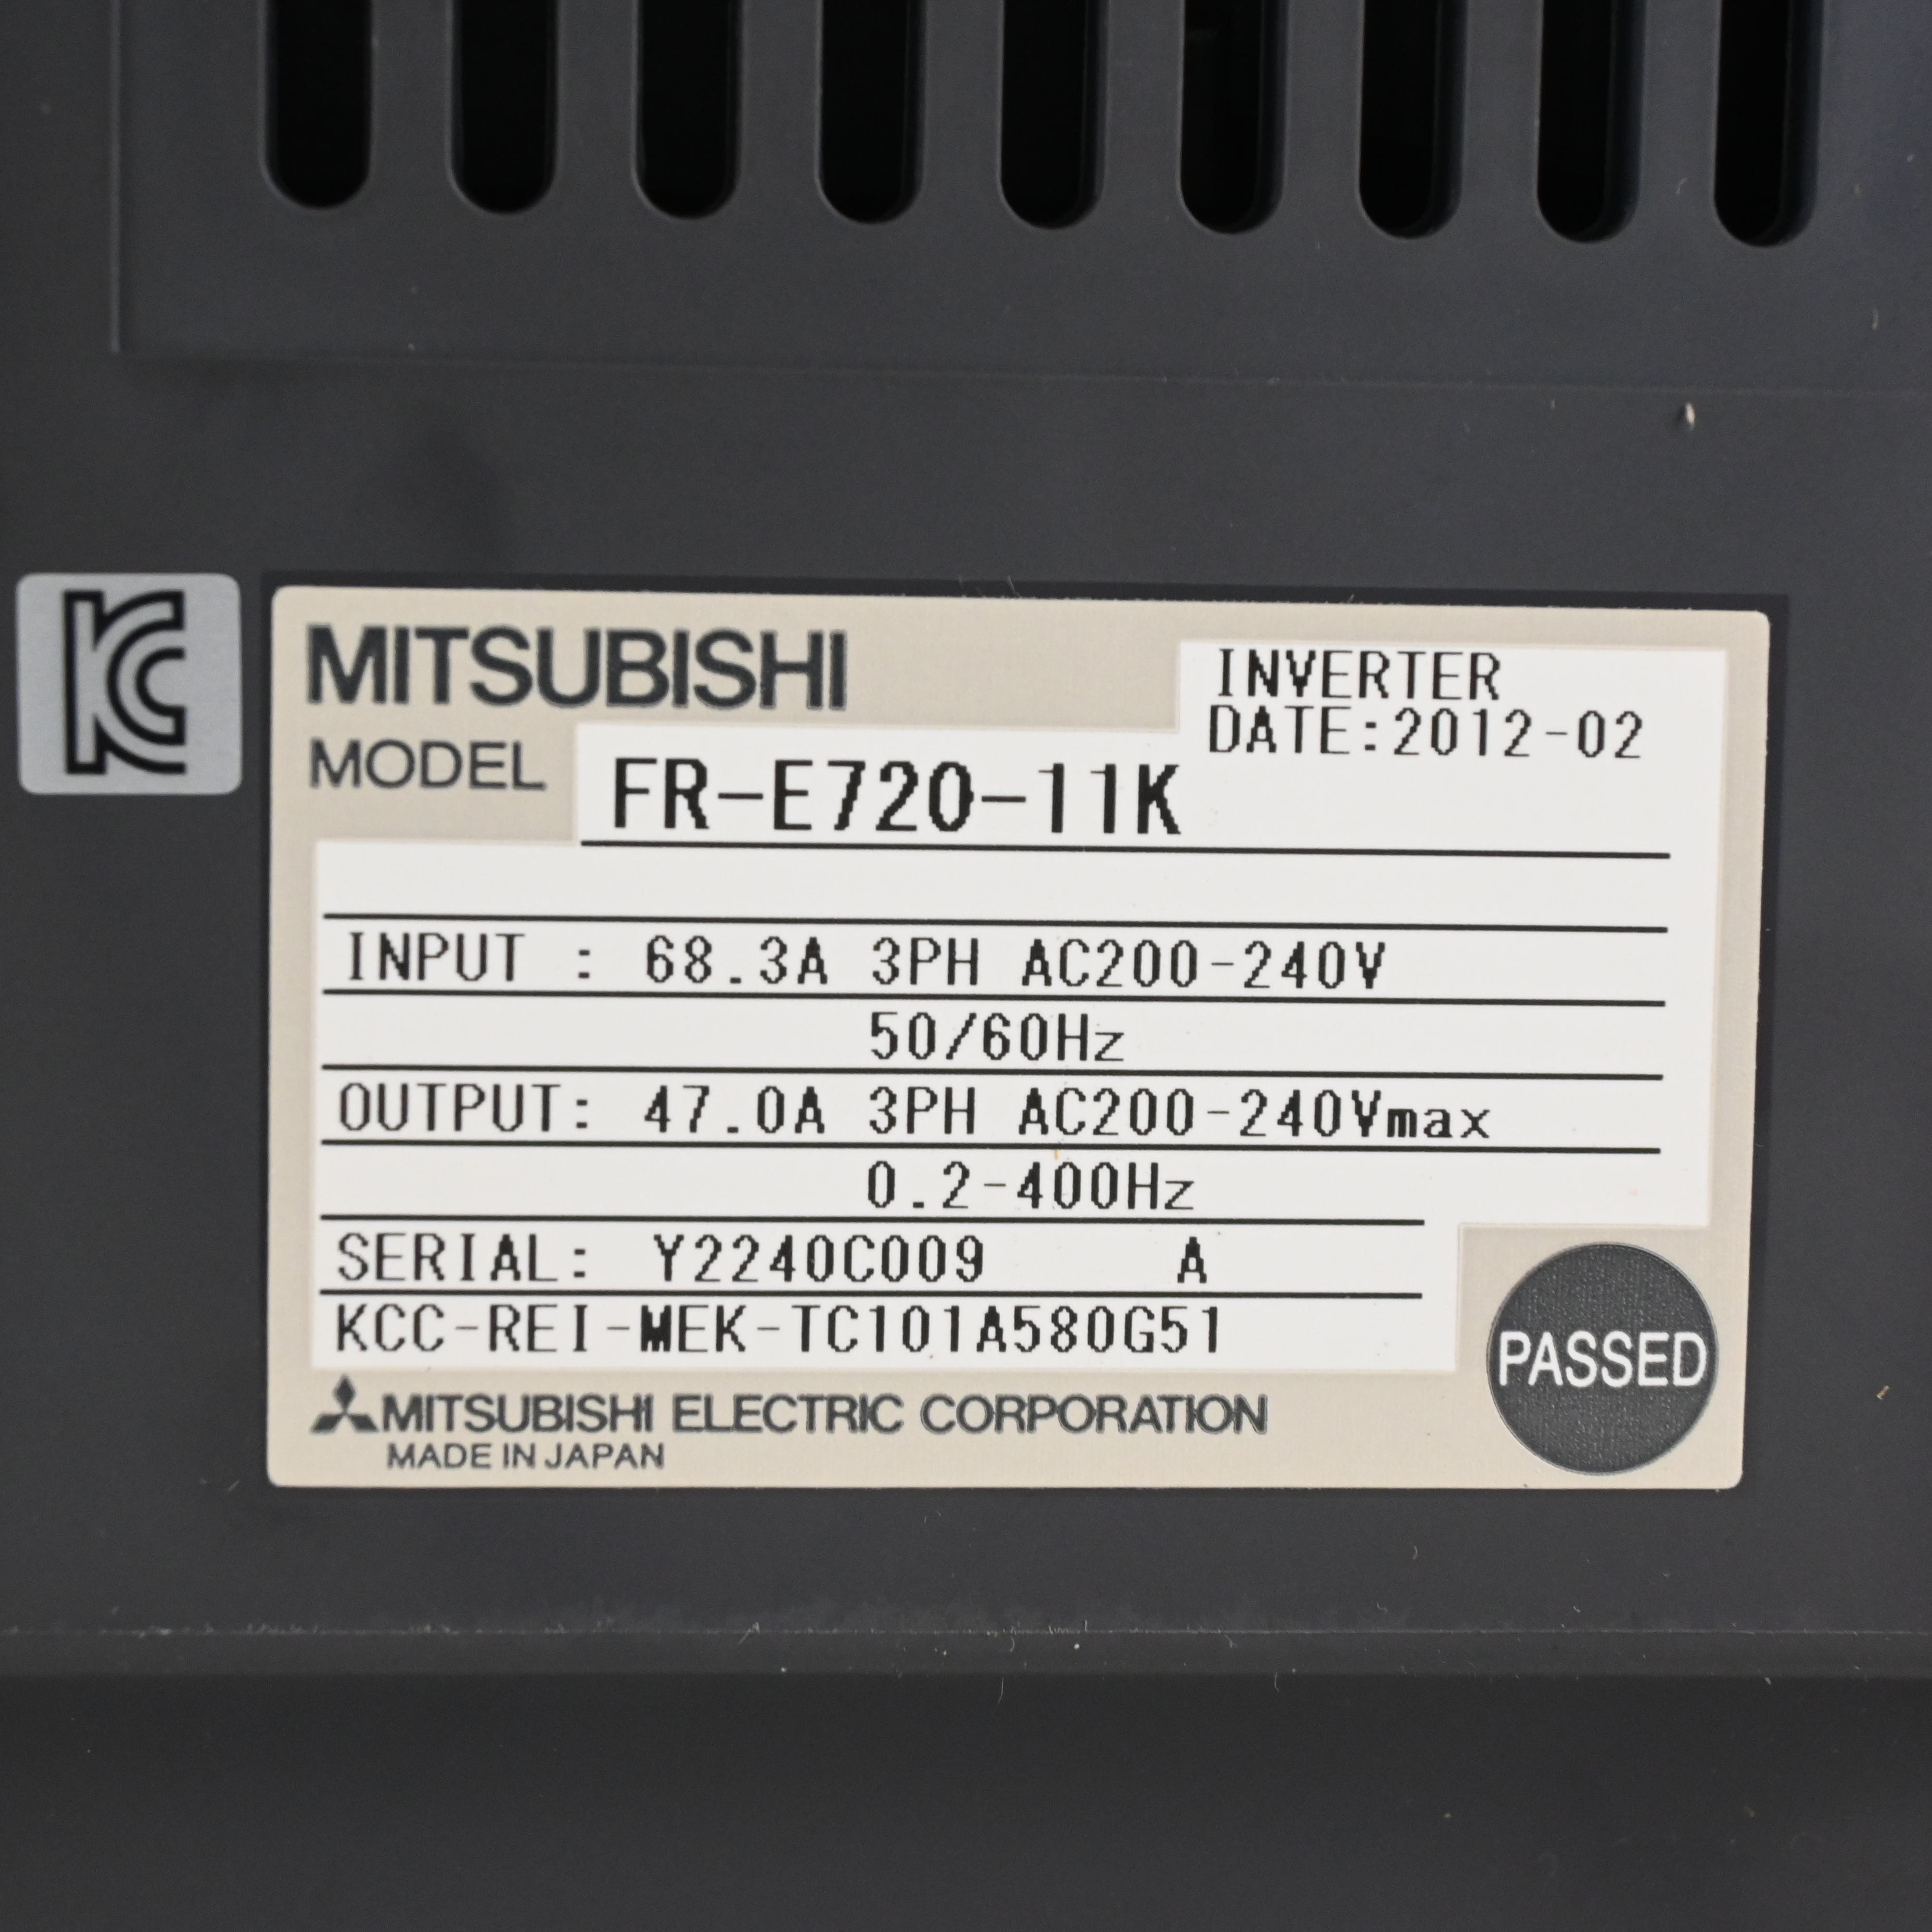 KC
MITSUBISHI
INVERTER
DATE:2012-02
MODEL FR-E720-11K
INPUT : 68.3A 3PH AC200-240V
50/60Hz
OUTPUT: 47.0A 3PH AC200-240Vmax
0.2-400Hz
SERIAL: Y2240C009 A
KCC-REI-MEK-TC101A580G51
PASSED
MITSUBISHI ELECTRIC CORPORATION
MADE IN JAPAN